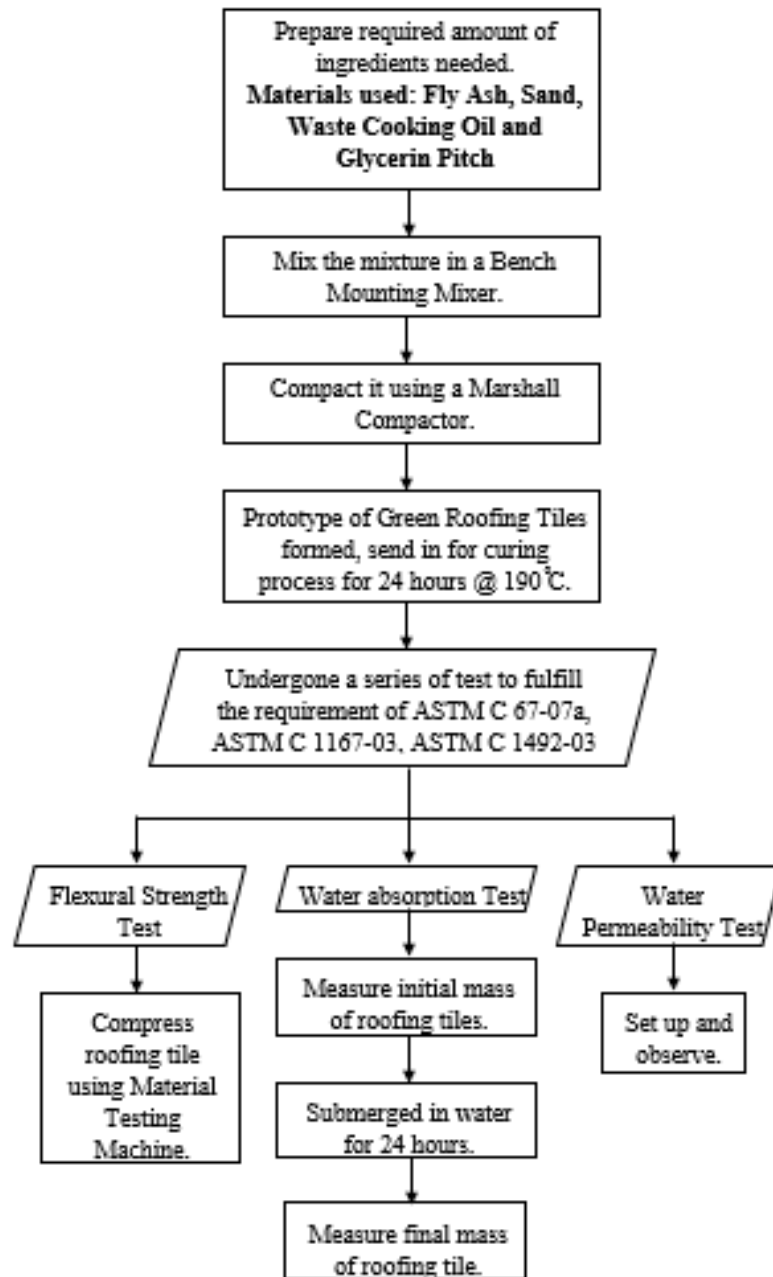 Prepare required amount of
ingredients needed.
Materials used: Fly Ash, Sand,
Waste Cooking Oil and
Glycerin Pitch
Mix the mixture in a Bench
Mounting Mixer.
Compact it using a Marshall
Compactor.
Prototype of Green Roofing Tiles
formed, send in for curing
process for 24 hours @ 190°C.
Undergone a series of test to fulfill
the requirement of ASTM C 67-07a,
ASTM C 1167-03, ASTM C 1492-03
Flexural Strength
Test
Water absorption Test
Water
Permeability Test
Compress
roofing tile
using Material
Testing
Machine.
Measure initial mass
of roofing tiles.
Submerged in water
for 24 hours.
Measure final mass
of roofing tile.
Set up and
observe.